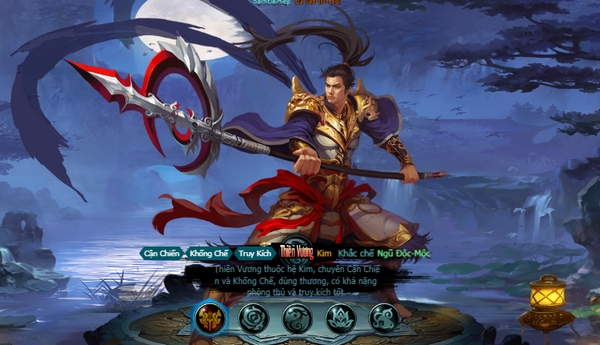 Cận Chiến Khống Chế Truy Kích Thiên Vương Kim Khắc chế Ngũ Độc-Mộc
Thiên Vương thuộc hệ Kim, chuyên Cận Chiế
n và Khống Chế, dùng thương, có khả năng
phòng thủ và truy kích tốt